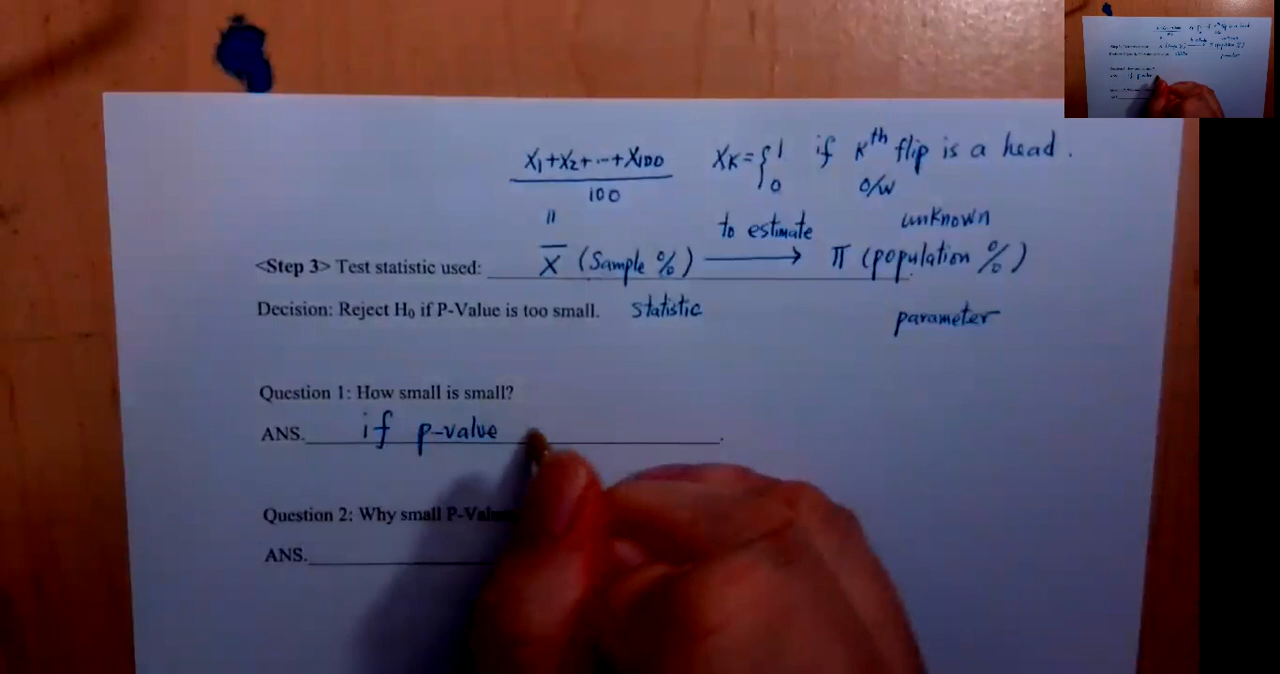 X1+X2+...+X100 XK={1 if Kth flip is a head.
100 0 O/W
" to estimate unknown
<Step 3> Test statistic used: X̄ (Sample %) → π (population %)
Decision: Reject H0 if P-Value is too small. statistic parameter
Question 1: How small is small?
ANS. if p-value
Question 2: Why small P-Value
ANS.